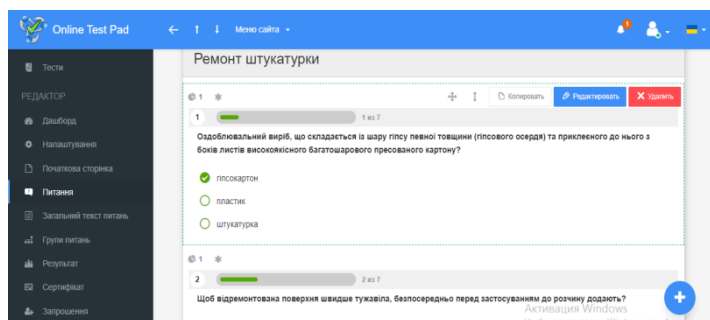 Online Test Pad
Меню сайта
Тести
РЕДАКТОР
Дашборд
Налаштування
Початкова сторінка
Питання
Загальний текст питань
Групи питань
Результат
Сертифікат
Запрошення
Ремонт штукатурки
1
Копировать
Редактировать
Удалить
1
1 из 7
Оздоблювальний виріб, що складається із шару гіпсу певної товщини (гіпсового осердя) та приклеєного до нього з
боків листів високоякісного багатошарового пресованого картону?
гіпсокартон
пластик
штукатурка
1
2
2 из 7
Щоб відремонтована поверхня швидше тужавіла, безпосередньо перед застосуванням до розчину додають?
Активация Windows